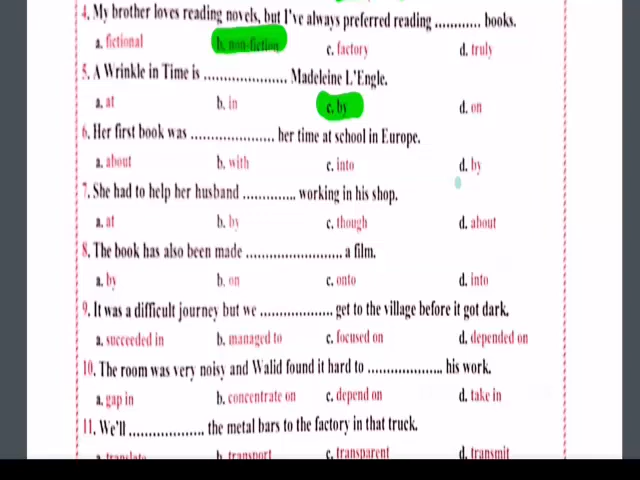 4. My brother loves reading novels, but I've always preferred reading ............ books.
a. fictional b. non-fiction c. factory d. truly
5. A Wrinkle in Time is ...................... Madeleine L'Engle.
a. at b. in c. by d. on
6. Her first book was ...................... her time at school in Europe.
a. about b. with c. into d. by
7. She had to help her husband .............. working in his shop.
a. at b. by c. though d. about
8. The book has also been made ......................... a film.
a. by b. on c. onto d. into
9. It was a difficult journey but we ................... get to the village before it got dark.
a. succeeded in b. managed to c. focused on d. depended on
10. The room was very noisy and Walid found it hard to .................... his work.
a. gap in b. concentrate on c. depend on d. take in
11. We'll .................... the metal bars to the factory in that truck.
a. translate b. transport c. transparent d. transmit